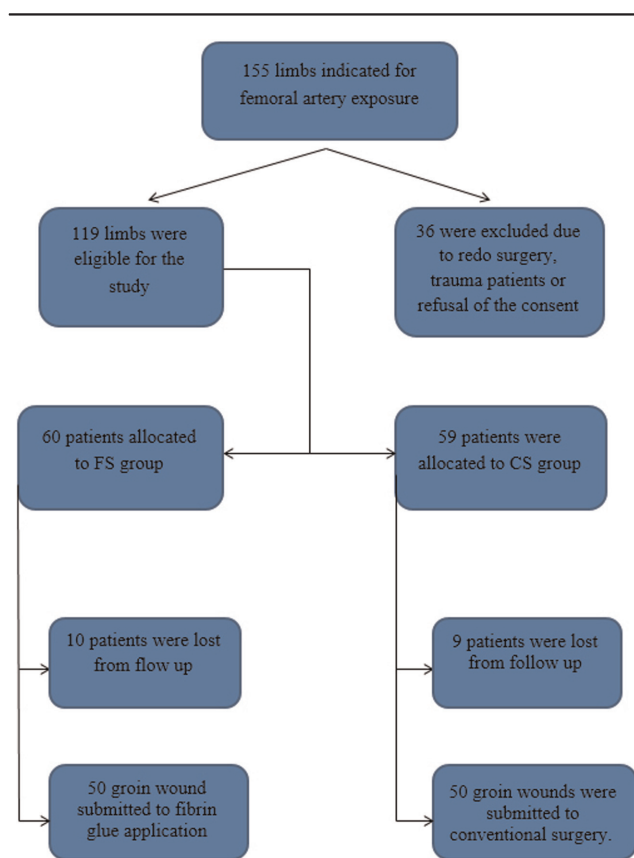 155 limbs indicated for
femoral artery exposure
119 limbs were
eligible for the
study
36 were excluded due
to redo surgery,
trauma patients or
refusal of the consent
60 patients allocated
to FS group
59 patients were
allocated to CS group
10 patients were lost
from flow up
9 patients were lost
from follow up
50 groin wound
submitted to fibrin
glue application
50 groin wounds were
submitted to
conventional surgery.